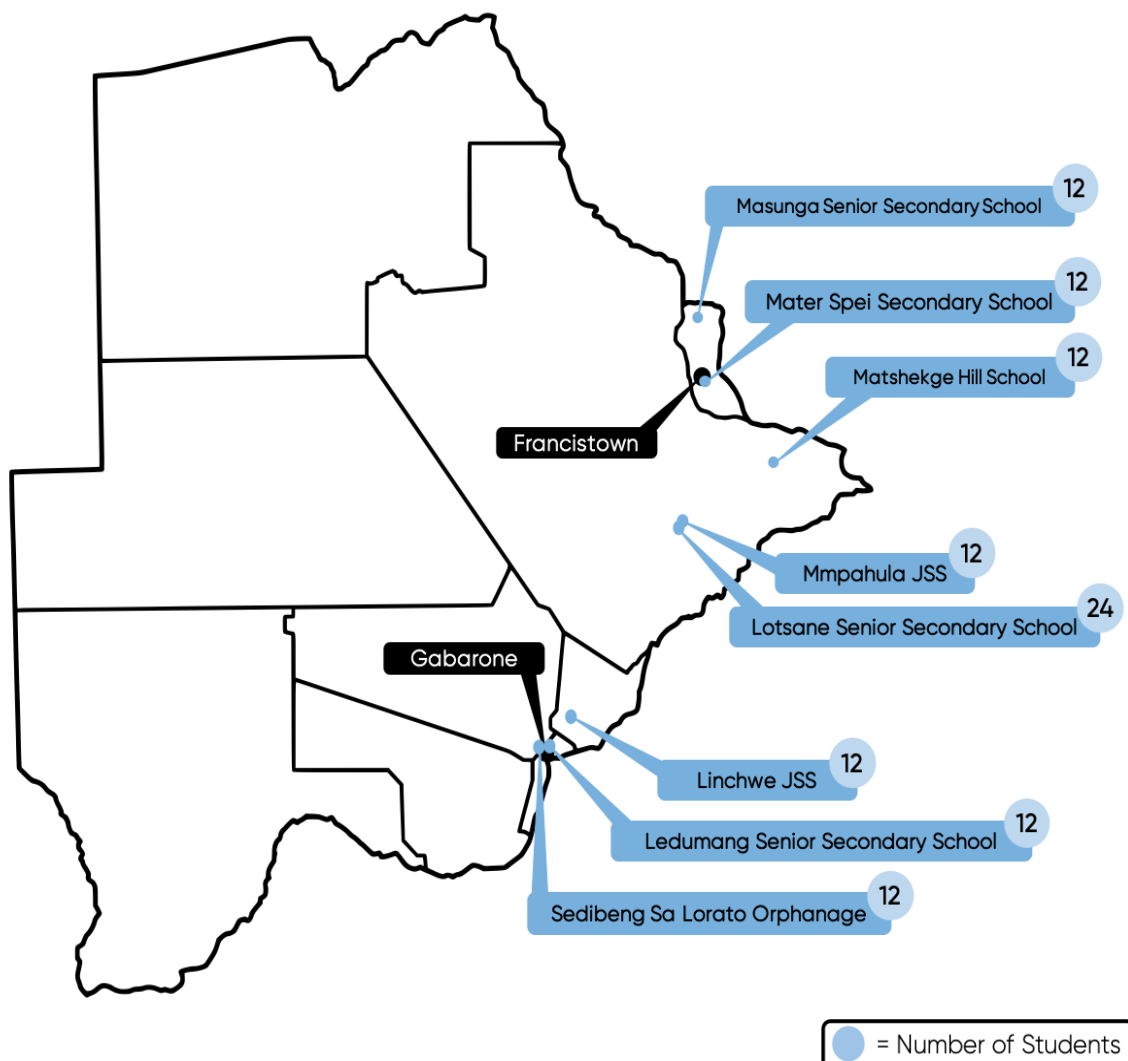 12
Masunga Senior Secondary School
12
Mater Spei Secondary School
12
Matshekge Hill School
Francistown
12
Mmpahula JSS
24
Lotsane Senior Secondary School
Gabarone
12
Linchwe JSS
12
Ledumang Senior Secondary School
12
Sedibeng Sa Lorato Orphanage
= Number of Students